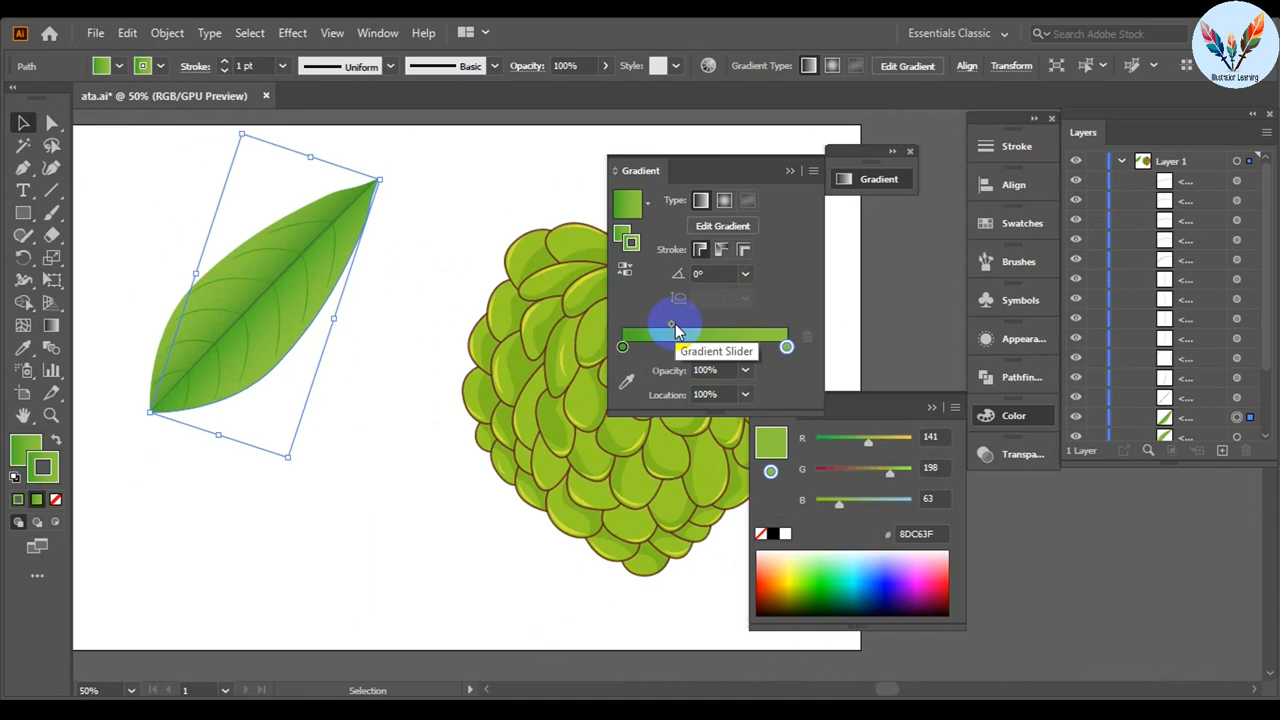 Ai
File Edit Object Type Select Effect View Window Help
Essentials Classic
Search Adobe Stock
Illustrator Learning
Path
Stroke: 1 pt
Uniform
Basic
Opacity: 100%
Style:
Gradient Type:
Edit Gradient
Align
Transform
ata.ai* @ 50% (RGB/GPU Preview)
Gradient
Type:
Edit Gradient
Stroke:
0°
Gradient Slider
Opacity: 100%
Location: 100%
Gradient
R 141
G 198
B 63
# 8DC63F
Stroke
Align
Swatches
Brushes
Symbols
Appeara...
Pathfin...
Color
Transpa...
Layers
Layer 1
<...
<...
<...
<...
<...
<...
<...
<...
<...
<...
<...
<...
<...
<...
1 Layer
50%
1
Selection